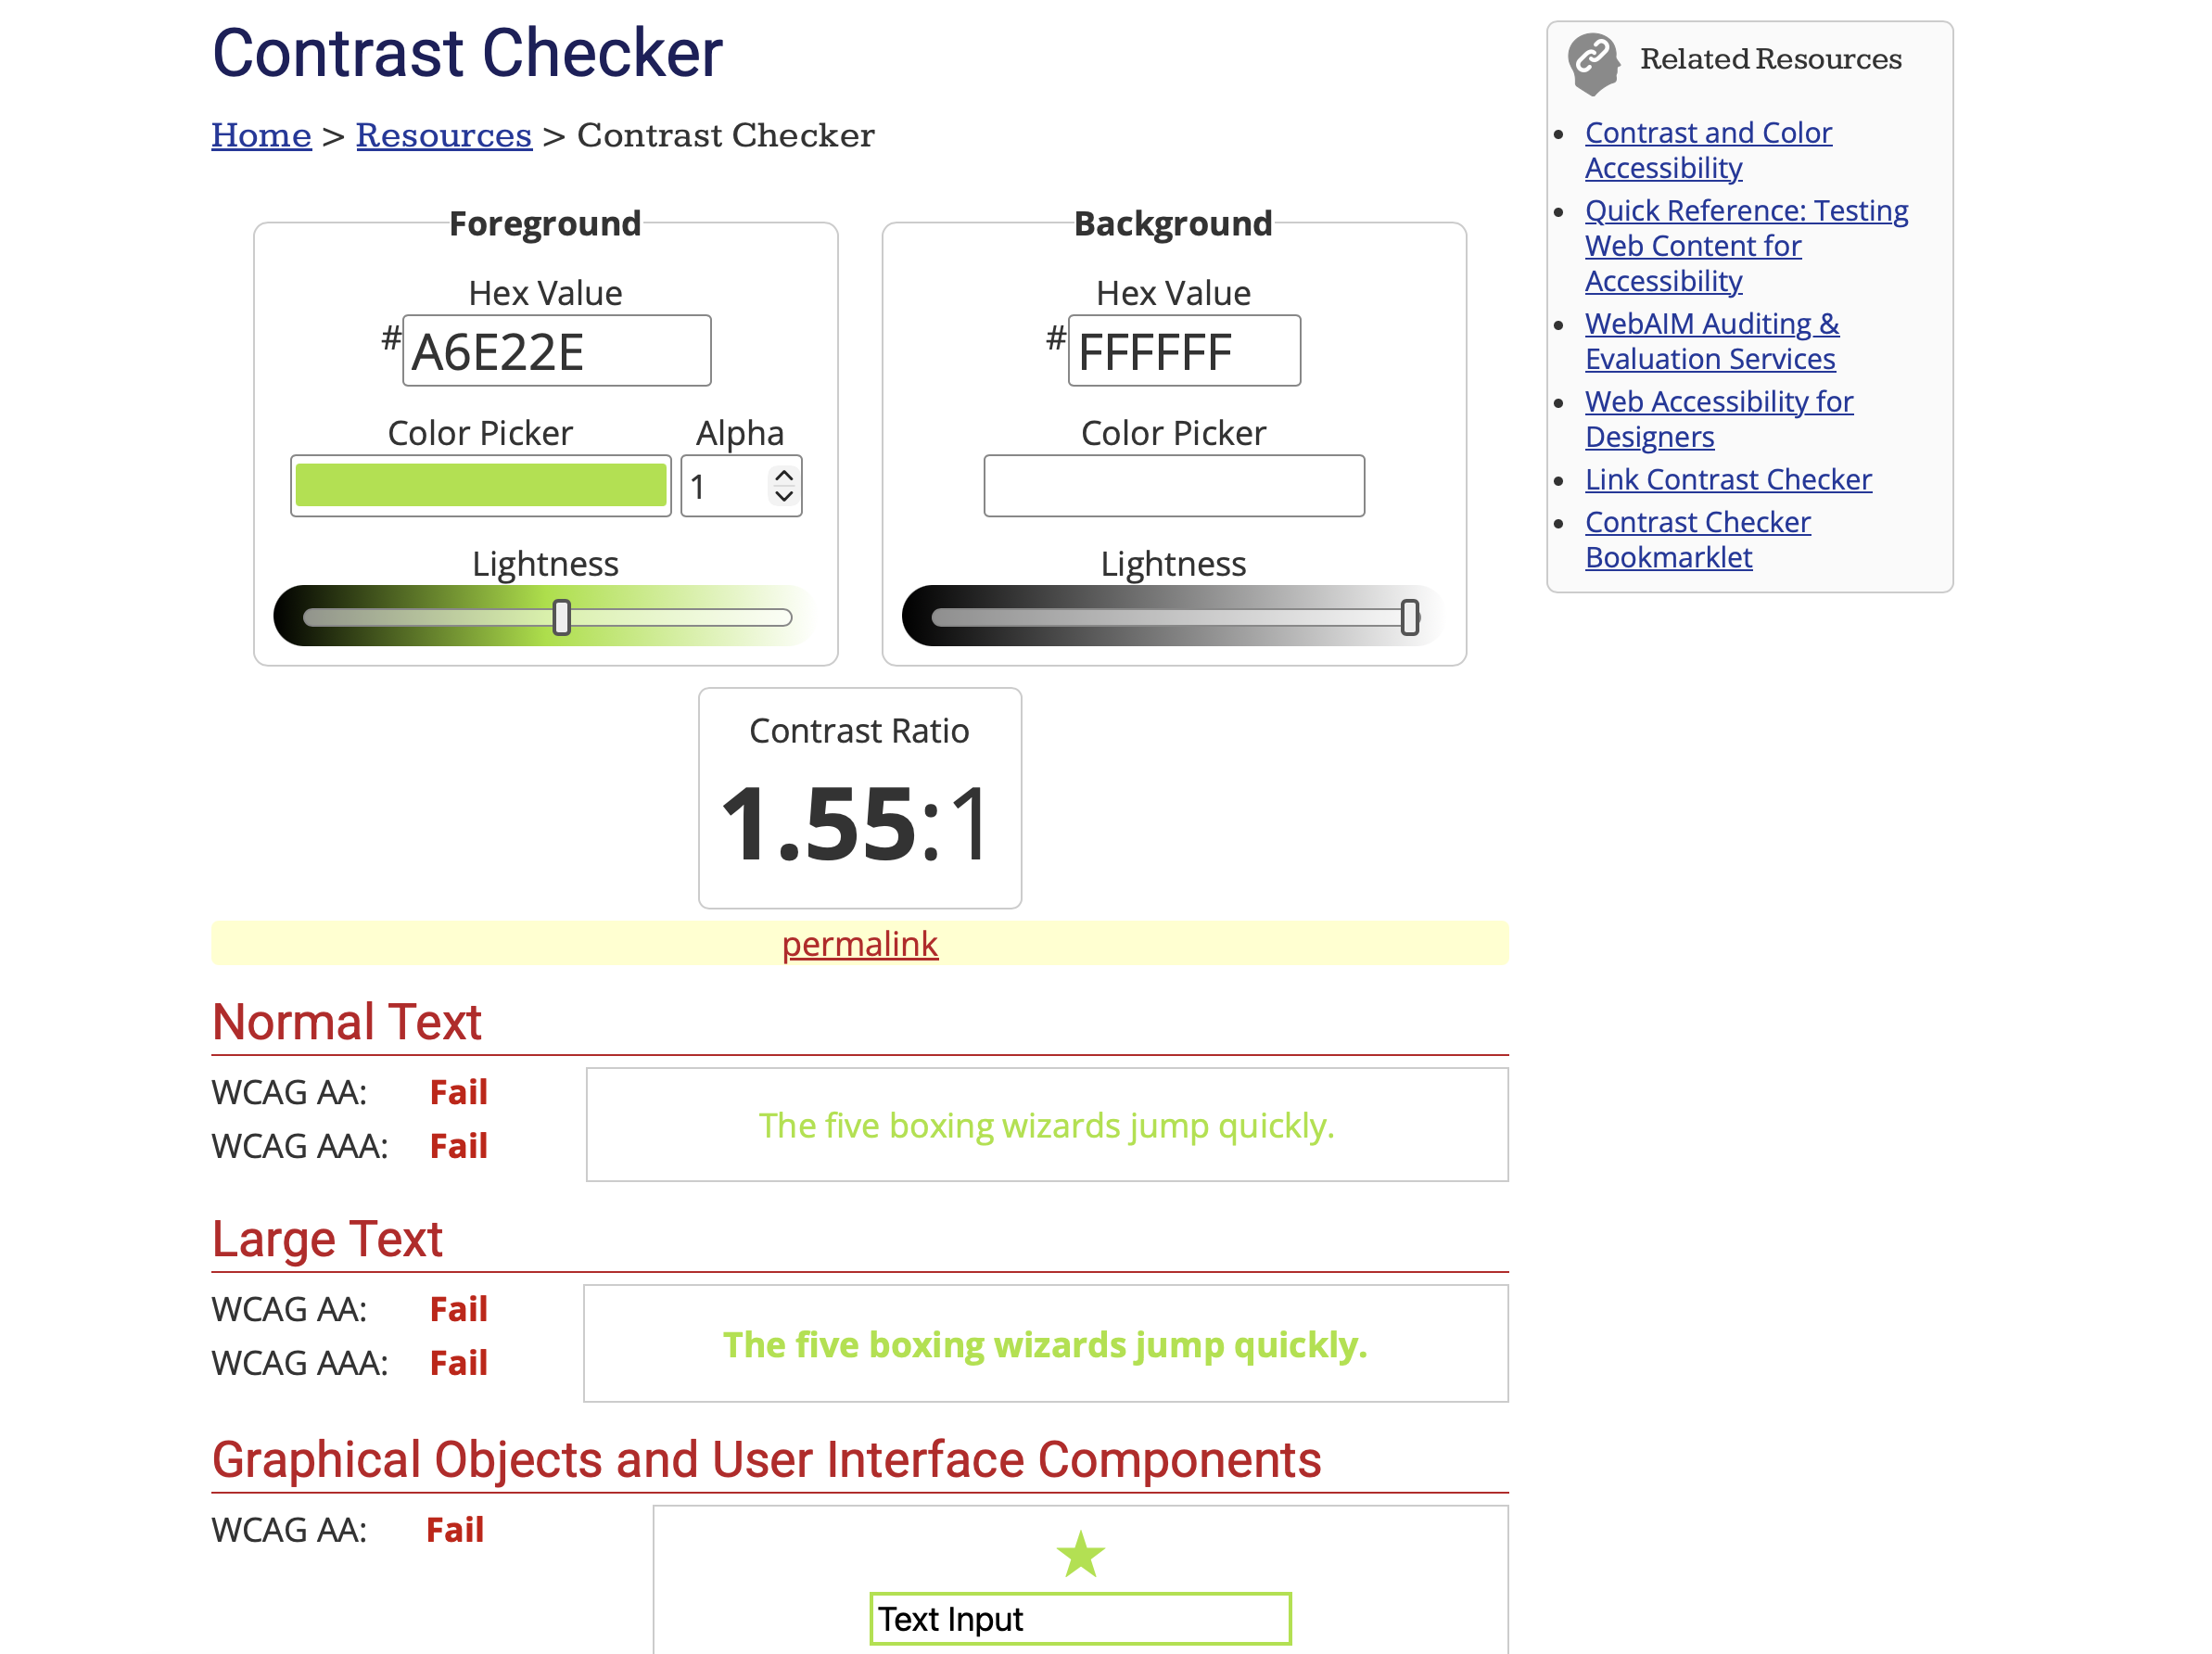 Contrast Checker
Home > Resources > Contrast Checker
Foreground
Hex Value
#A6E22E
Color Picker
Alpha
1
Lightness
Background
Hex Value
#FFFFFF
Color Picker
Lightness
Contrast Ratio
1.55:1
permalink
Normal Text
WCAG AA: Fail
WCAG AAA: Fail
The five boxing wizards jump quickly.
Large Text
WCAG AA: Fail
WCAG AAA: Fail
The five boxing wizards jump quickly.
Graphical Objects and User Interface Components
WCAG AA: Fail
Text Input
Related Resources
Contrast and Color
Accessibility
Quick Reference: Testing
Web Content for
Accessibility
WebAIM Auditing &
Evaluation Services
Web Accessibility for
Designers
Link Contrast Checker
Contrast Checker
Bookmarklet